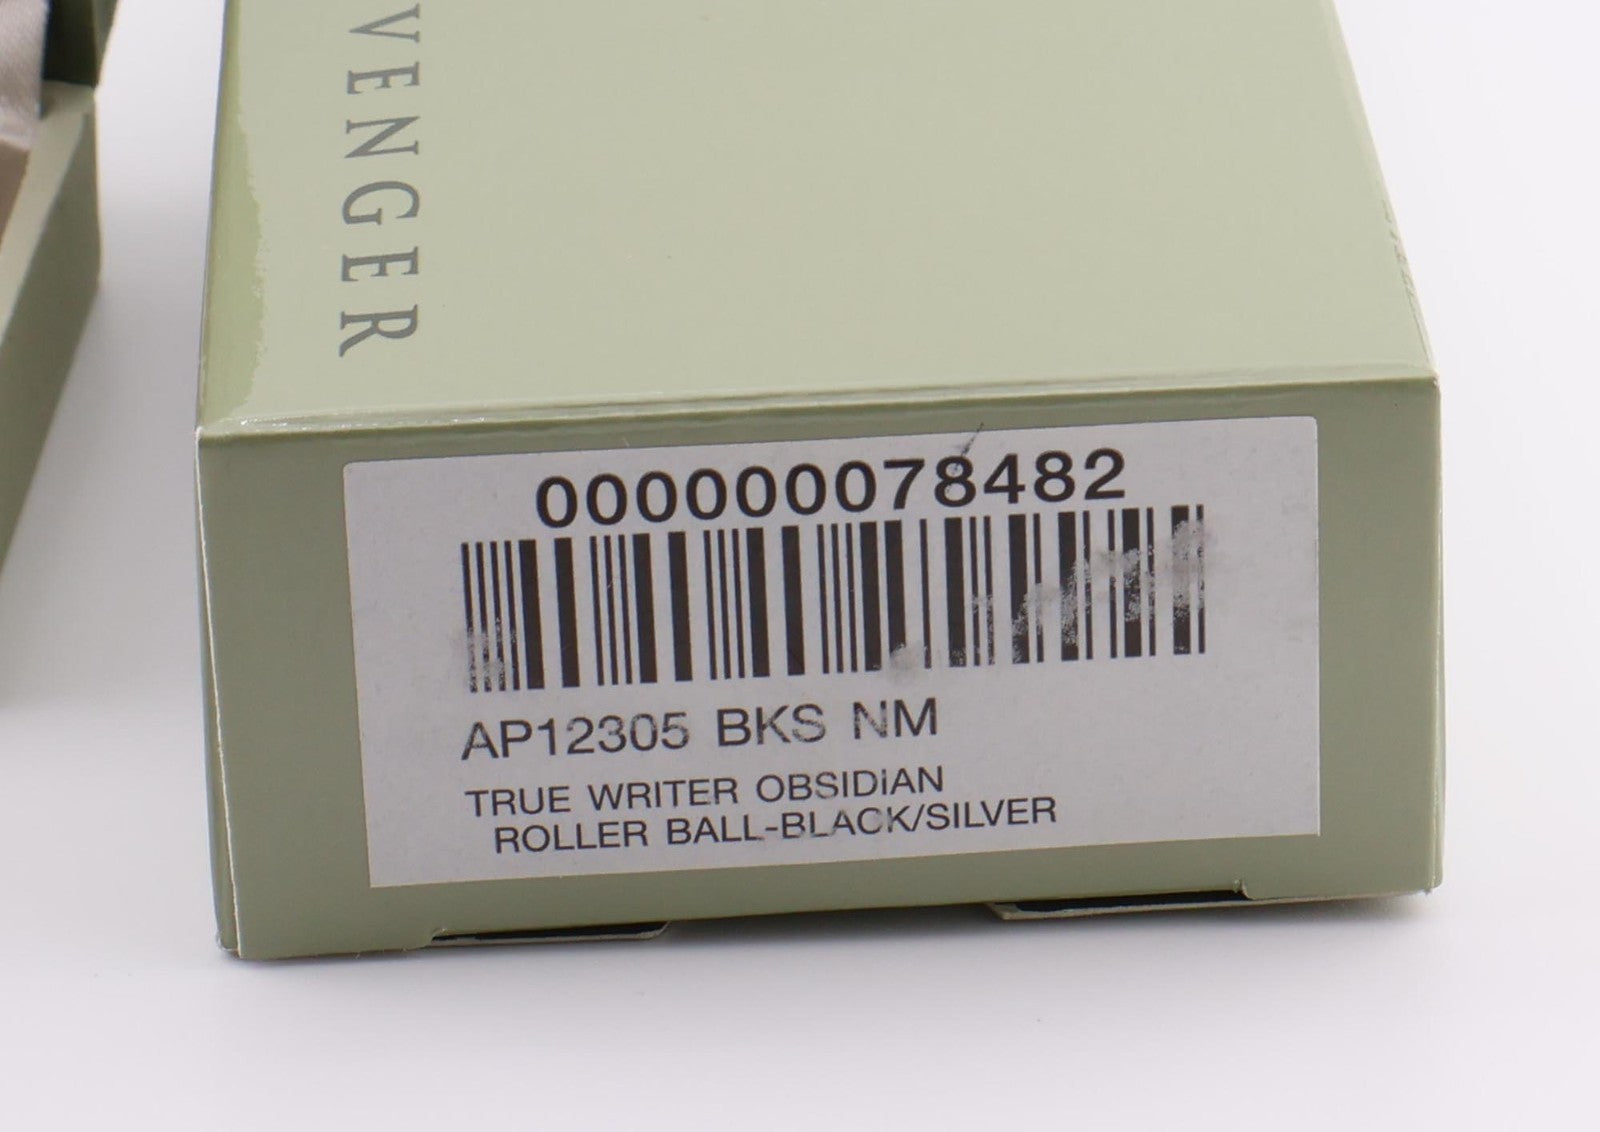 VENGER
000000078482
AP12305 BKS NM
TRUE WRITER OBSIDIAN
ROLLER BALL-BLACK/SILVER